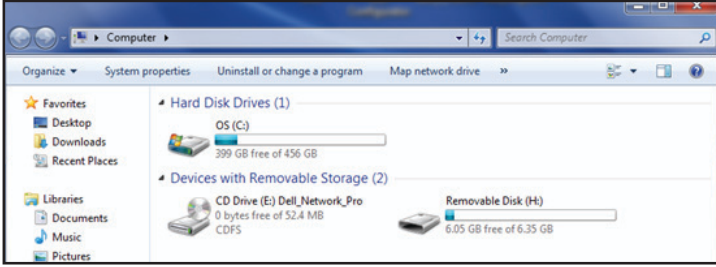 Computer
Search Computer
Organize
System properties
Uninstall or change a program
Map network drive
»
Favorites
Desktop
Downloads
Recent Places
Libraries
Documents
Music
Pictures
Hard Disk Drives (1)
OS (C:)
399 GB free of 456 GB
Devices with Removable Storage (2)
CD Drive (E:) Dell_Network_Pro
0 bytes free of 52.4 MB
CDFS
Removable Disk (H:)
6.05 GB free of 6.35 GB